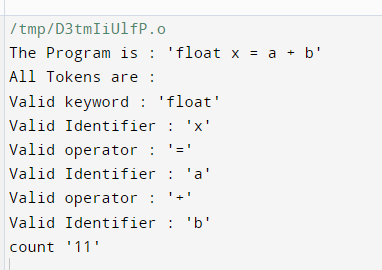 /tmp/D3tmIiUlfP.o
The Program is : 'float x = a + b'
All Tokens are :
Valid keyword : 'float'
Valid Identifier : 'x'
Valid operator : '='
Valid Identifier : 'a'
Valid operator : '+'
Valid Identifier : 'b'
count '11'